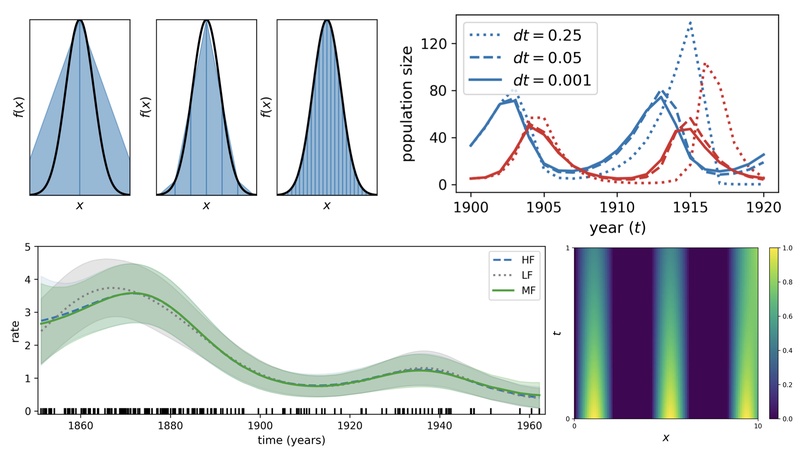 f(x)
x
f(x)
x
f(x)
x
population size
120
80
40
0
dt = 0.25
dt = 0.05
dt = 0.001
1900
1905
1910
1915
1920
year (t)
rate
5
4
3
2
1
0
HF
LF
MF
1860
1880
1900
1920
1940
1960
time (years)
t
1
0
0
10
x
1.0
0.8
0.6
0.4
0.2
0.0